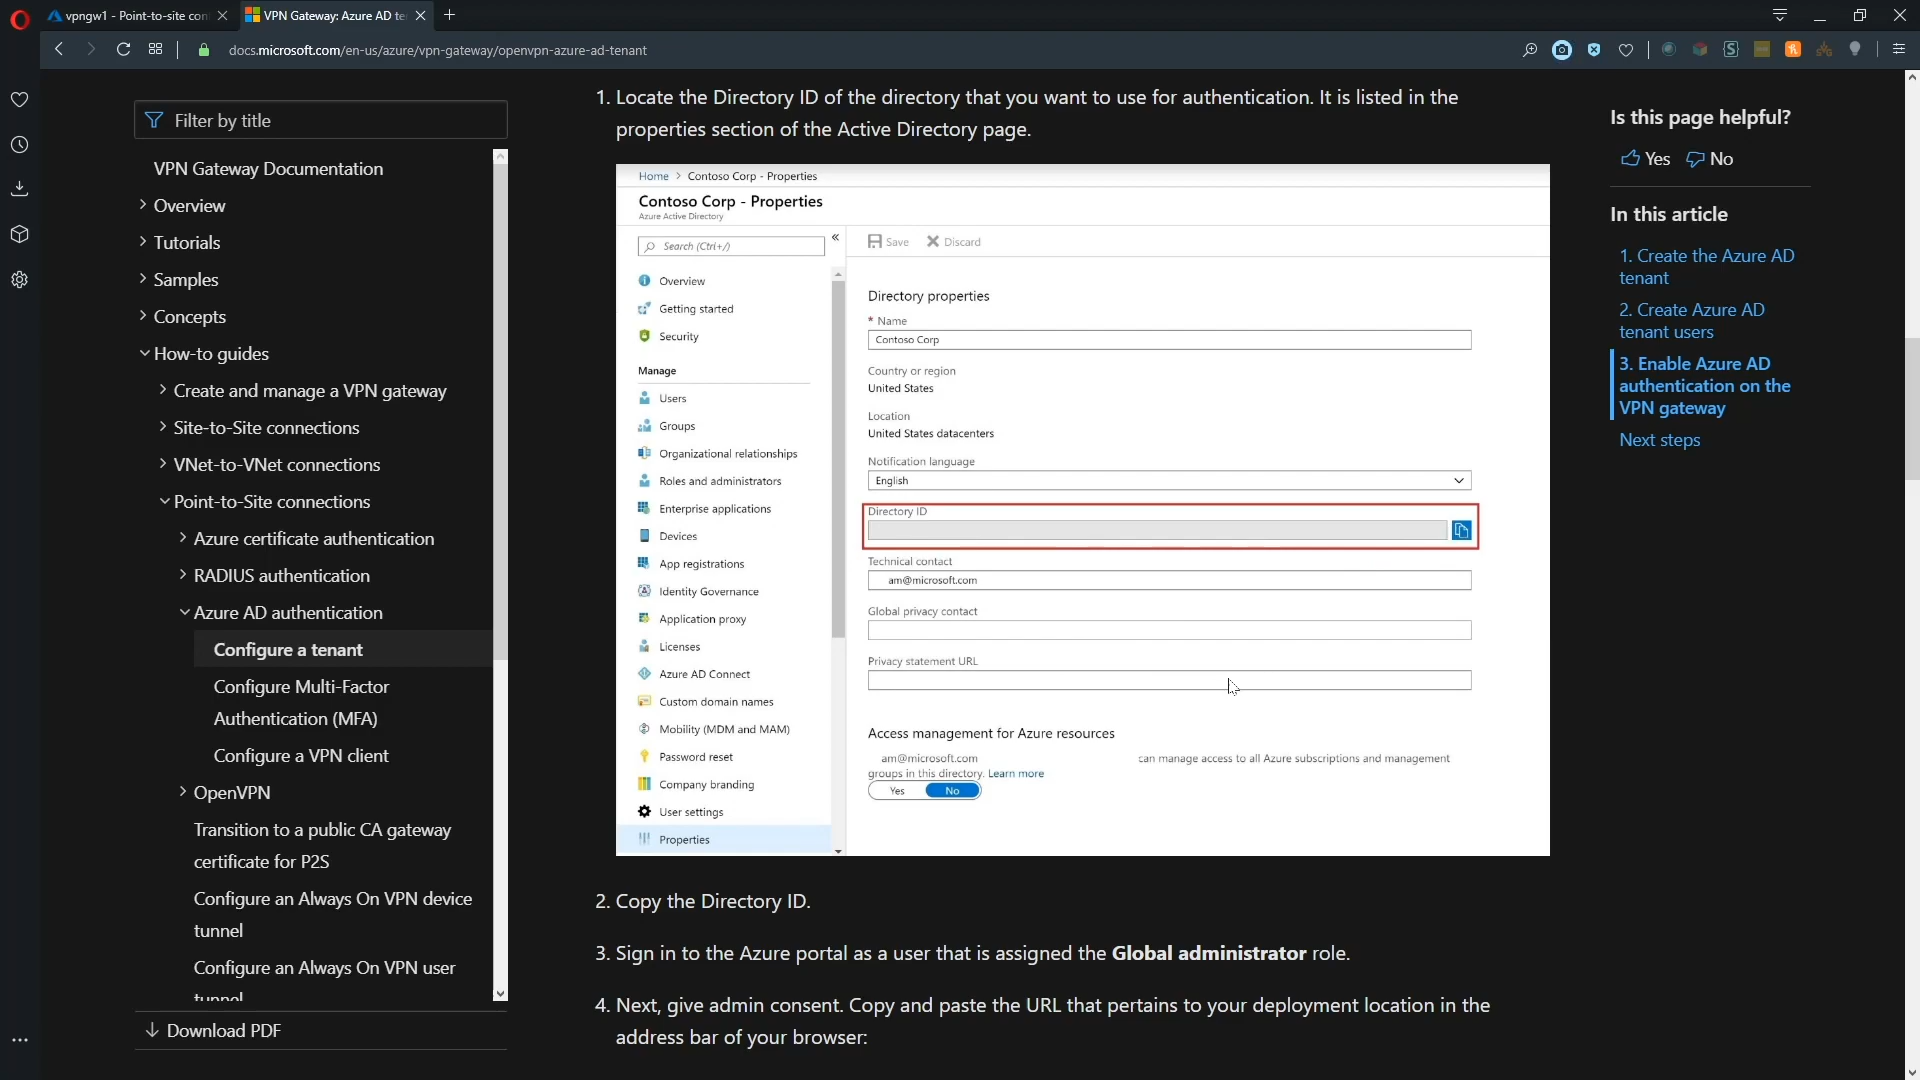 vpngw1 - Point-to-site con
VPN Gateway: Azure AD te
docs.microsoft.com/en-us/azure/vpn-gateway/openvpn-azure-ad-tenant
Filter by title
VPN Gateway Documentation
Overview
Tutorials
Samples
Concepts
How-to guides
Create and manage a VPN gateway
Site-to-Site connections
VNet-to-VNet connections
Point-to-Site connections
Azure certificate authentication
RADIUS authentication
Azure AD authentication
Configure a tenant
Configure Multi-Factor
Authentication (MFA)
Configure a VPN client
OpenVPN
Transition to a public CA gateway
certificate for P2S
Configure an Always On VPN device
tunnel
Configure an Always On VPN user
tunnel
Download PDF
1. Locate the Directory ID of the directory that you want to use for authentication. It is listed in the
properties section of the Active Directory page.
Home > Contoso Corp - Properties
Contoso Corp - Properties
Azure Active Directory
Search (Ctrl+/)
«
Overview
Getting started
Security
Manage
Users
Groups
Organizational relationships
Roles and administrators
Enterprise applications
Devices
App registrations
Identity Governance
Application proxy
Licenses
Azure AD Connect
Custom domain names
Mobility (MDM and MAM)
Password reset
Company branding
User settings
Properties
Save Discard
Directory properties
* Name
Contoso Corp
Country or region
United States
Location
United States datacenters
Notification language
English
Directory ID
Technical contact
am@microsoft.com
Global privacy contact
Privacy statement URL
Access management for Azure resources
am@microsoft.com can manage access to all Azure subscriptions and management
groups in this directory. Learn more
Yes No
2. Copy the Directory ID.
3. Sign in to the Azure portal as a user that is assigned the Global administrator role.
4. Next, give admin consent. Copy and paste the URL that pertains to your deployment location in the
address bar of your browser:
Is this page helpful?
Yes No
In this article
1. Create the Azure AD
tenant
2. Create Azure AD
tenant users
3. Enable Azure AD
authentication on the
VPN gateway
Next steps